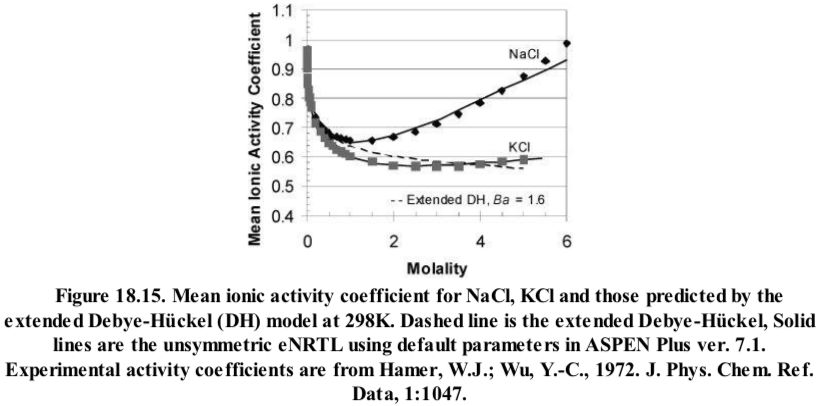 1.1
1
0.9
0.8
0.7
0.6
0.5
0.4
Mean Ionic Activity Coefficient
NaCl
KCl
Extended DH, Ba = 1.6
0 2 4 6
Molality
Figure 18.15. Mean ionic activity coefficient for NaCl, KCl and those predicted by the
extended Debye-Hückel (DH) model at 298K. Dashed line is the extended Debye-Hückel, Solid
lines are the unsymmetric eNRTL using default parameters in ASPEN Plus ver. 7.1.
Experimental activity coefficients are from Hamer, W.J.; Wu, Y.-C., 1972. J. Phys. Chem. Ref.
Data, 1:1047.